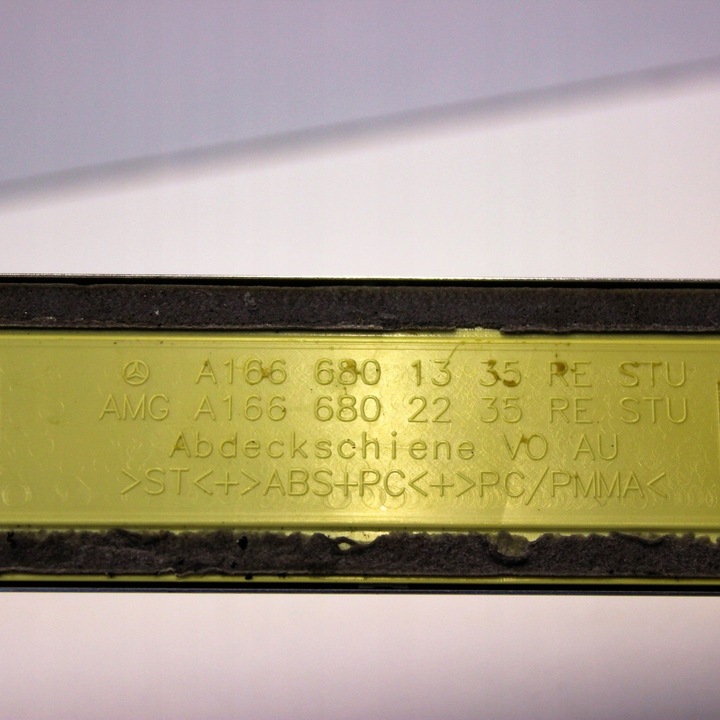 A166 680 13 35 RE STU
AMG A166 680 22 35 RE. STU
Abdeckschiene VO AU
>ST<+>ABS+PC<+>PC/PMMA<